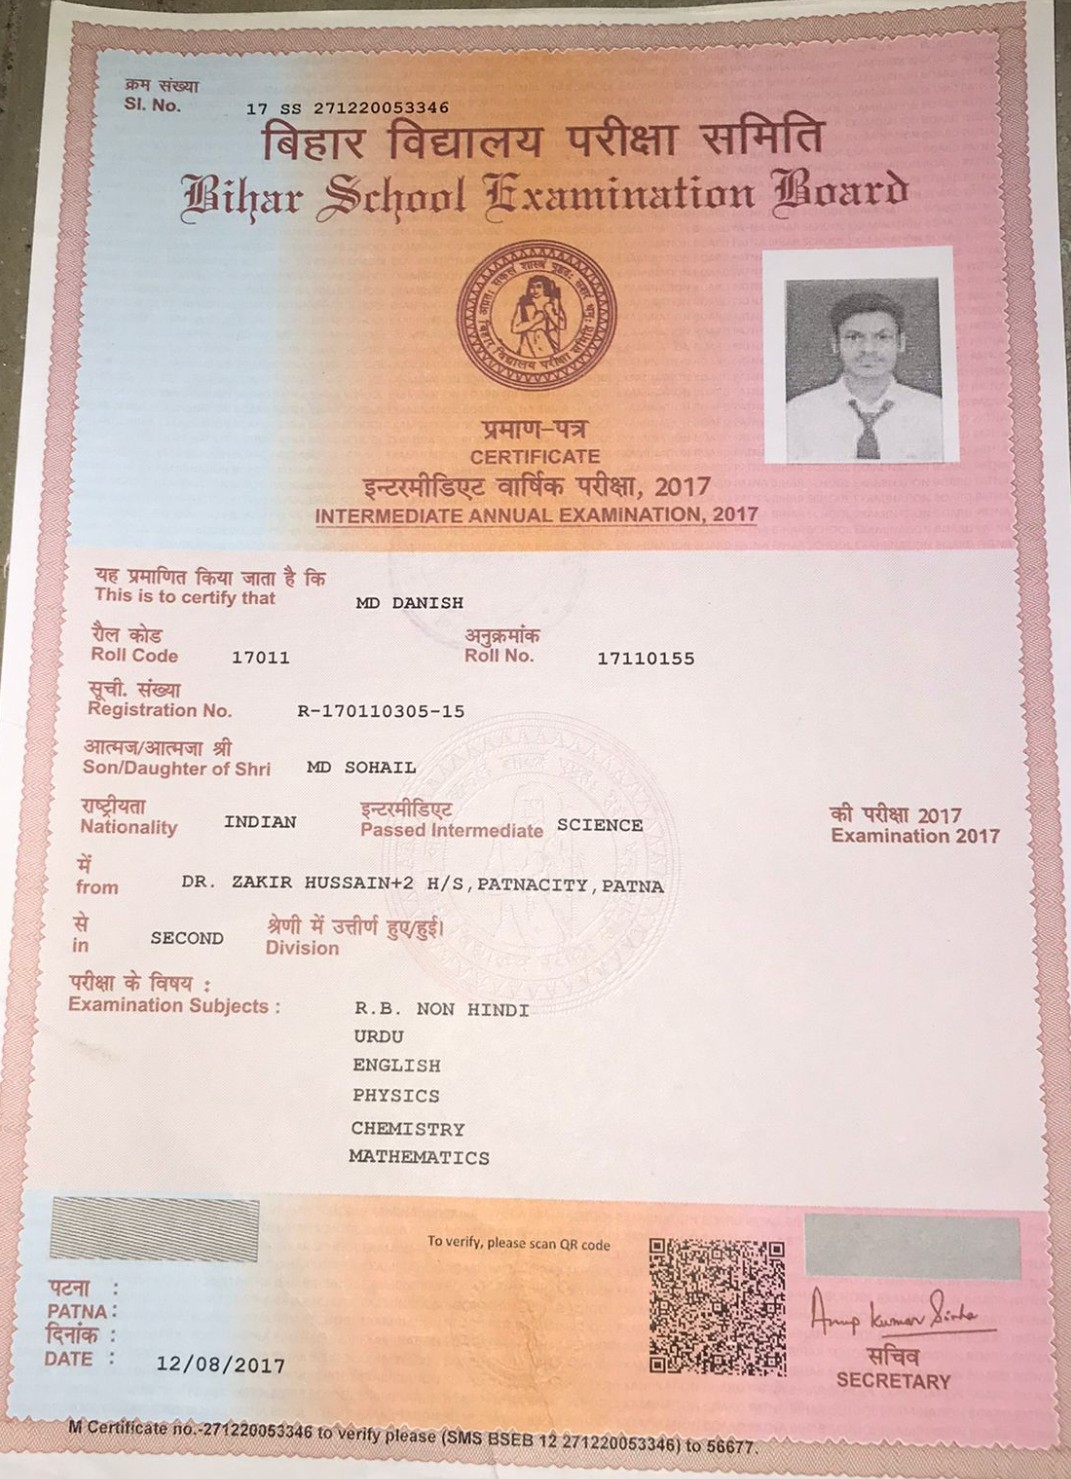 क्रम संख्या
Sl. No. 17 SS 271220053346
बिहार विद्यालय परीक्षा समिति
Bihar School Examination Board
बिहार विद्यालय परीक्षा समिति
प्रमाण-पत्र
CERTIFICATE
इन्टरमीडिएट वार्षिक परीक्षा, 2017
INTERMEDIATE ANNUAL EXAMINATION, 2017
यह प्रमाणित किया जाता है कि
This is to certify that MD DANISH
रौल कोड अनुक्रमांक
Roll Code 17011 Roll No. 17110155
सूची. संख्या
Registration No. R-170110305-15
आत्मज/आत्मजा श्री
Son/Daughter of Shri MD SOHAIL
राष्ट्रीयता इन्टरमीडिएट की परीक्षा 2017
Nationality INDIAN Passed Intermediate SCIENCE Examination 2017
में
from DR. ZAKIR HUSSAIN+2 H/S,PATNACITY,PATNA
से श्रेणी में उत्तीर्ण हुए/हुई।
in SECOND Division
परीक्षा के विषय :
Examination Subjects : R.B. NON HINDI
URDU
ENGLISH
PHYSICS
CHEMISTRY
MATHEMATICS
To verify, please scan QR code
पटना :
PATNA :
दिनांक :
DATE : 12/08/2017
Anup Kumar Sinha
सचिव
SECRETARY
M Certificate no.-271220053346 to verify please (SMS BSEB 12 271220053346) to 56677.